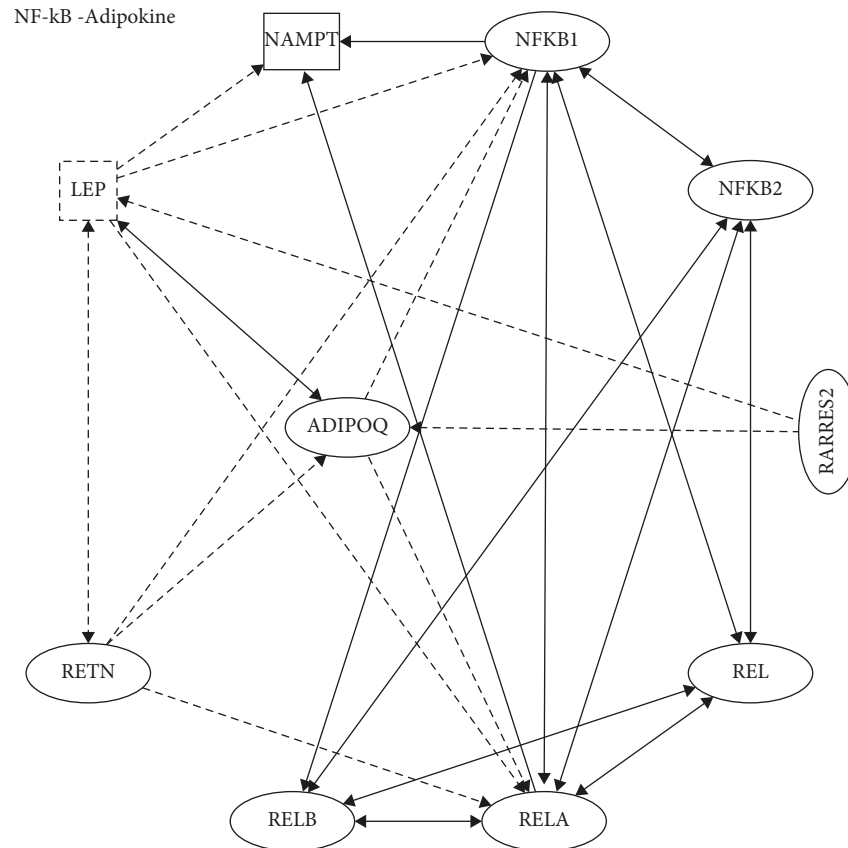 NF-kB -Adipokine
NAMPT
NFKB1
LEP
NFKB2
ADIPOQ
RARRES2
RETN
REL
RELB
RELA